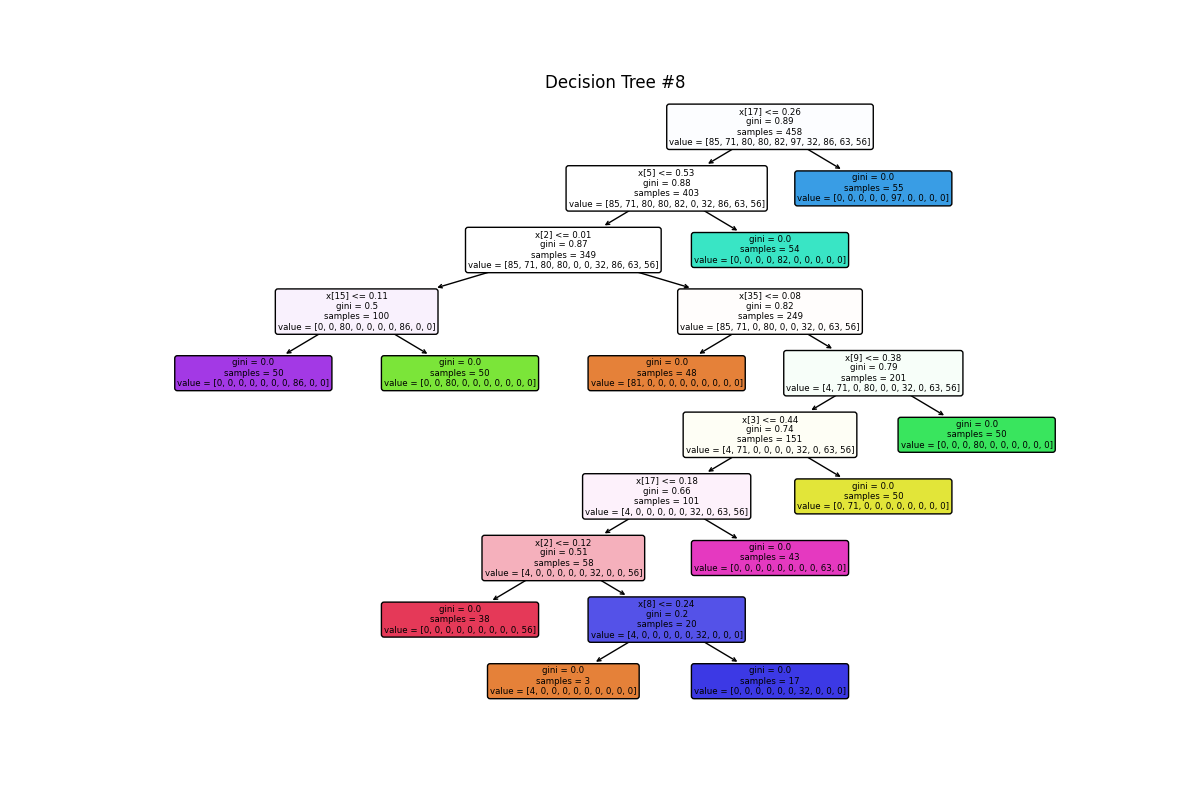 Decision Tree #8
x[17] <= 0.26
gini = 0.89
samples = 458
value = [85, 71, 80, 80, 82, 97, 32, 86, 63, 56]
x[5] <= 0.53
gini = 0.88
samples = 403
value = [85, 71, 80, 80, 82, 0, 32, 86, 63, 56]
gini = 0.0
samples = 55
value = [0, 0, 0, 0, 0, 97, 0, 0, 0, 0]
x[2] <= 0.01
gini = 0.87
samples = 349
value = [85, 71, 80, 80, 0, 0, 32, 86, 63, 56]
gini = 0.0
samples = 54
value = [0, 0, 0, 0, 82, 0, 0, 0, 0, 0]
x[15] <= 0.11
gini = 0.5
samples = 100
value = [0, 0, 80, 0, 0, 0, 0, 86, 0, 0]
x[35] <= 0.08
gini = 0.82
samples = 249
value = [85, 71, 0, 80, 0, 0, 32, 0, 63, 56]
gini = 0.0
samples = 50
value = [0, 0, 0, 0, 0, 0, 0, 86, 0, 0]
gini = 0.0
samples = 50
value = [0, 0, 80, 0, 0, 0, 0, 0, 0, 0]
gini = 0.0
samples = 48
value = [81, 0, 0, 0, 0, 0, 0, 0, 0, 0]
x[9] <= 0.38
gini = 0.79
samples = 201
value = [4, 71, 0, 80, 0, 0, 32, 0, 63, 56]
x[3] <= 0.44
gini = 0.74
samples = 151
value = [4, 71, 0, 0, 0, 0, 32, 0, 63, 56]
gini = 0.0
samples = 50
value = [0, 0, 0, 80, 0, 0, 0, 0, 0, 0]
x[17] <= 0.18
gini = 0.66
samples = 101
value = [4, 0, 0, 0, 0, 0, 32, 0, 63, 56]
gini = 0.0
samples = 50
value = [0, 71, 0, 0, 0, 0, 0, 0, 0, 0]
x[2] <= 0.12
gini = 0.51
samples = 58
value = [4, 0, 0, 0, 0, 0, 32, 0, 0, 56]
gini = 0.0
samples = 43
value = [0, 0, 0, 0, 0, 0, 0, 0, 63, 0]
gini = 0.0
samples = 38
value = [0, 0, 0, 0, 0, 0, 0, 0, 0, 56]
x[8] <= 0.24
gini = 0.2
samples = 20
value = [4, 0, 0, 0, 0, 0, 32, 0, 0, 0]
gini = 0.0
samples = 3
value = [4, 0, 0, 0, 0, 0, 0, 0, 0, 0]
gini = 0.0
samples = 17
value = [0, 0, 0, 0, 0, 0, 32, 0, 0, 0]